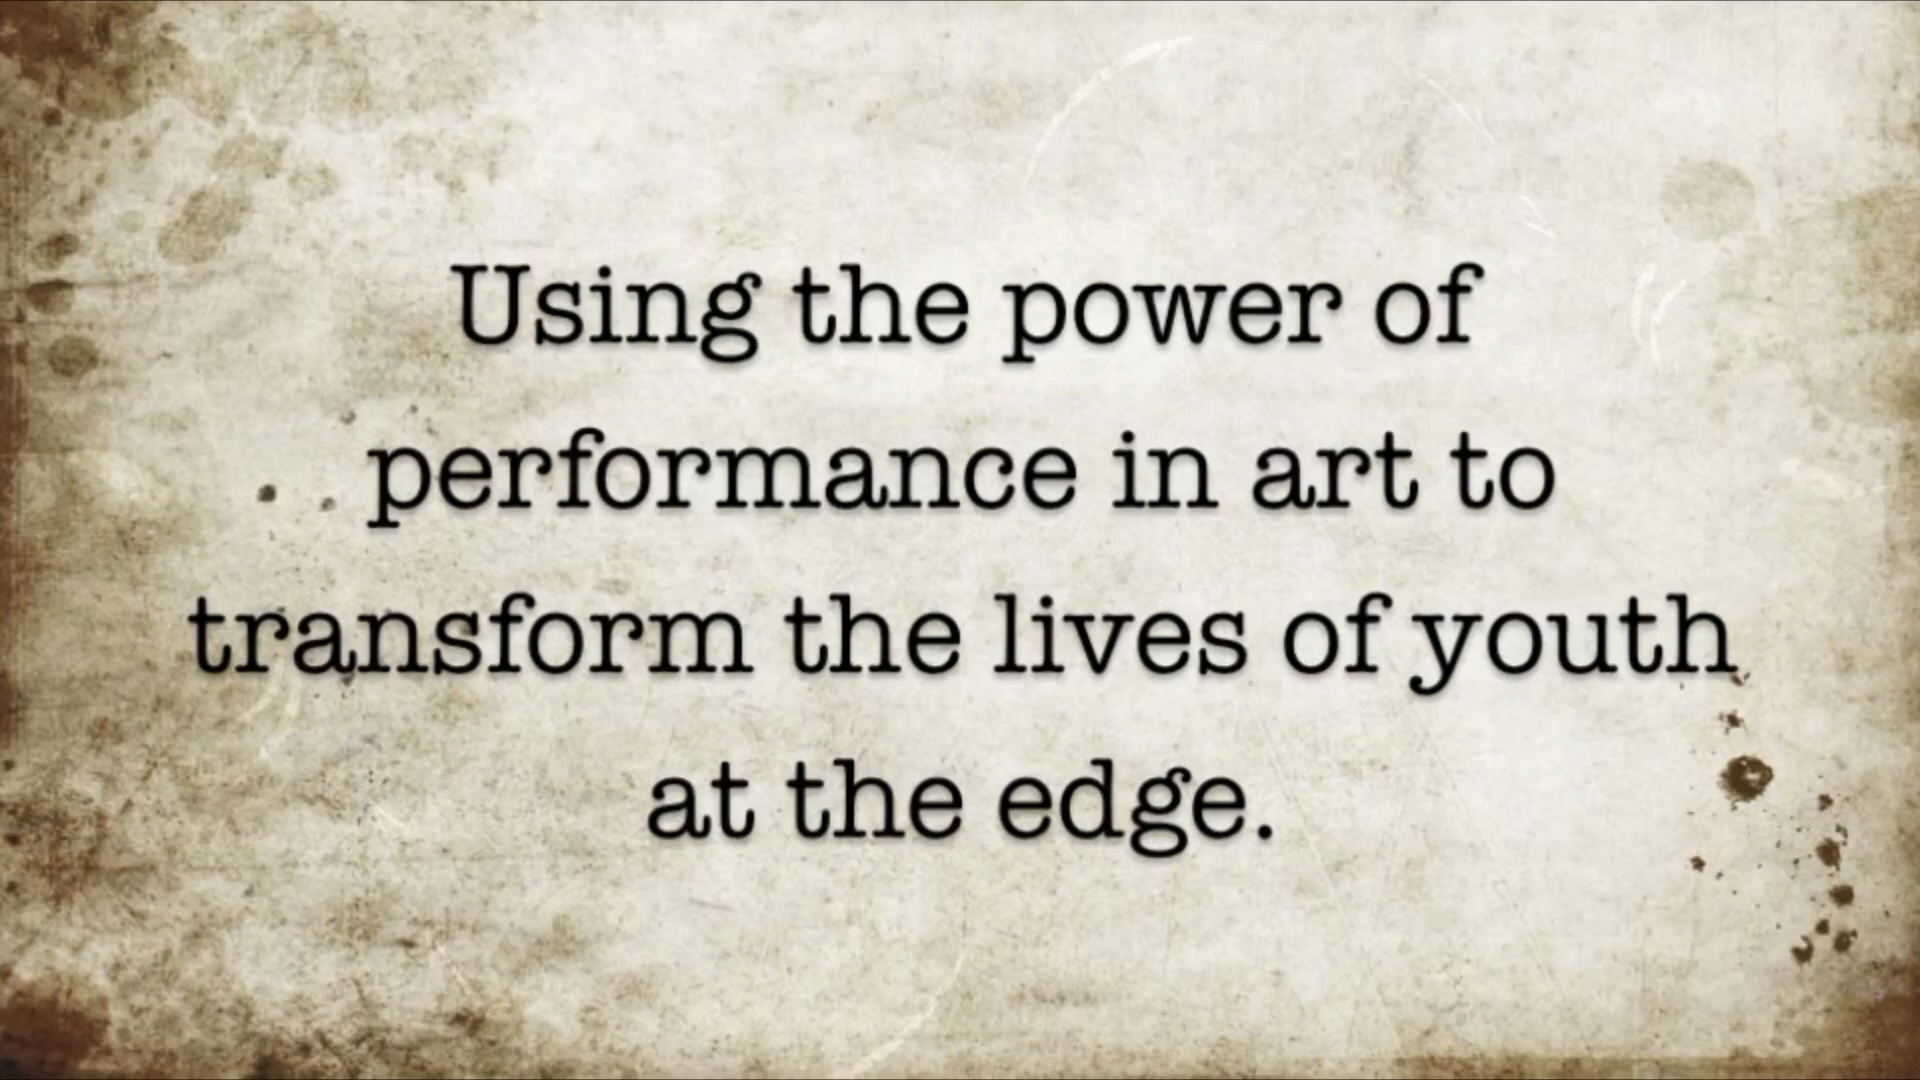 Using the power of
performance in art to
transform the lives of youth
at the edge.